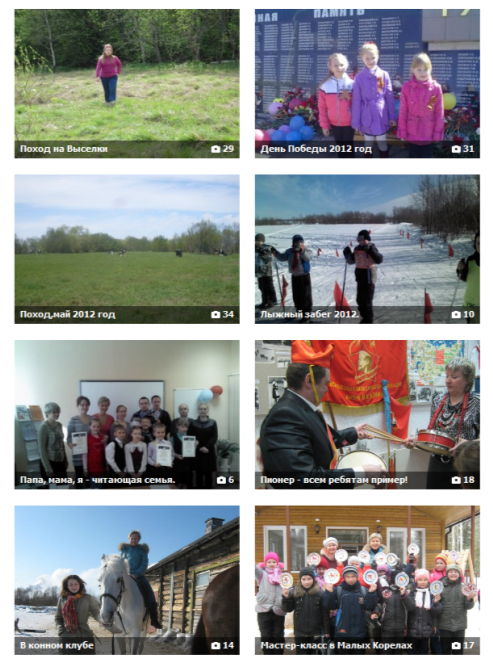 ПАМЯТЬ
Поход на Выселки 29
День Победы 2012 год 31
Поход,май 2012 год 34
Лыжный забег 2012. 10
Папа, мама, я - читающая семья. 6
Пионер - всем ребятам пример! 18
В конном клубе 14
Мастер-класс в Малых Корелах 17